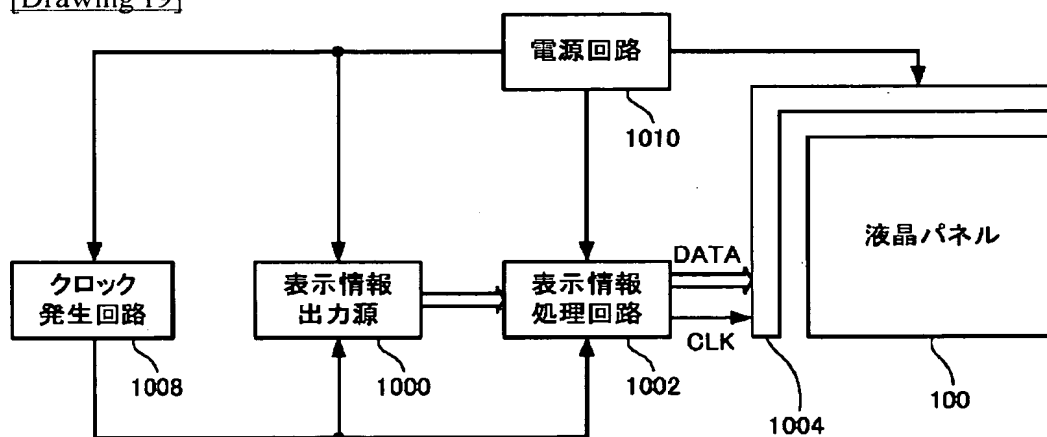 [Drawing 19]
電源回路
1010
液晶パネル
DATA
クロック
発生回路
表示情報
出力源
表示情報
処理回路
CLK
1008
1000
1002
1004
100